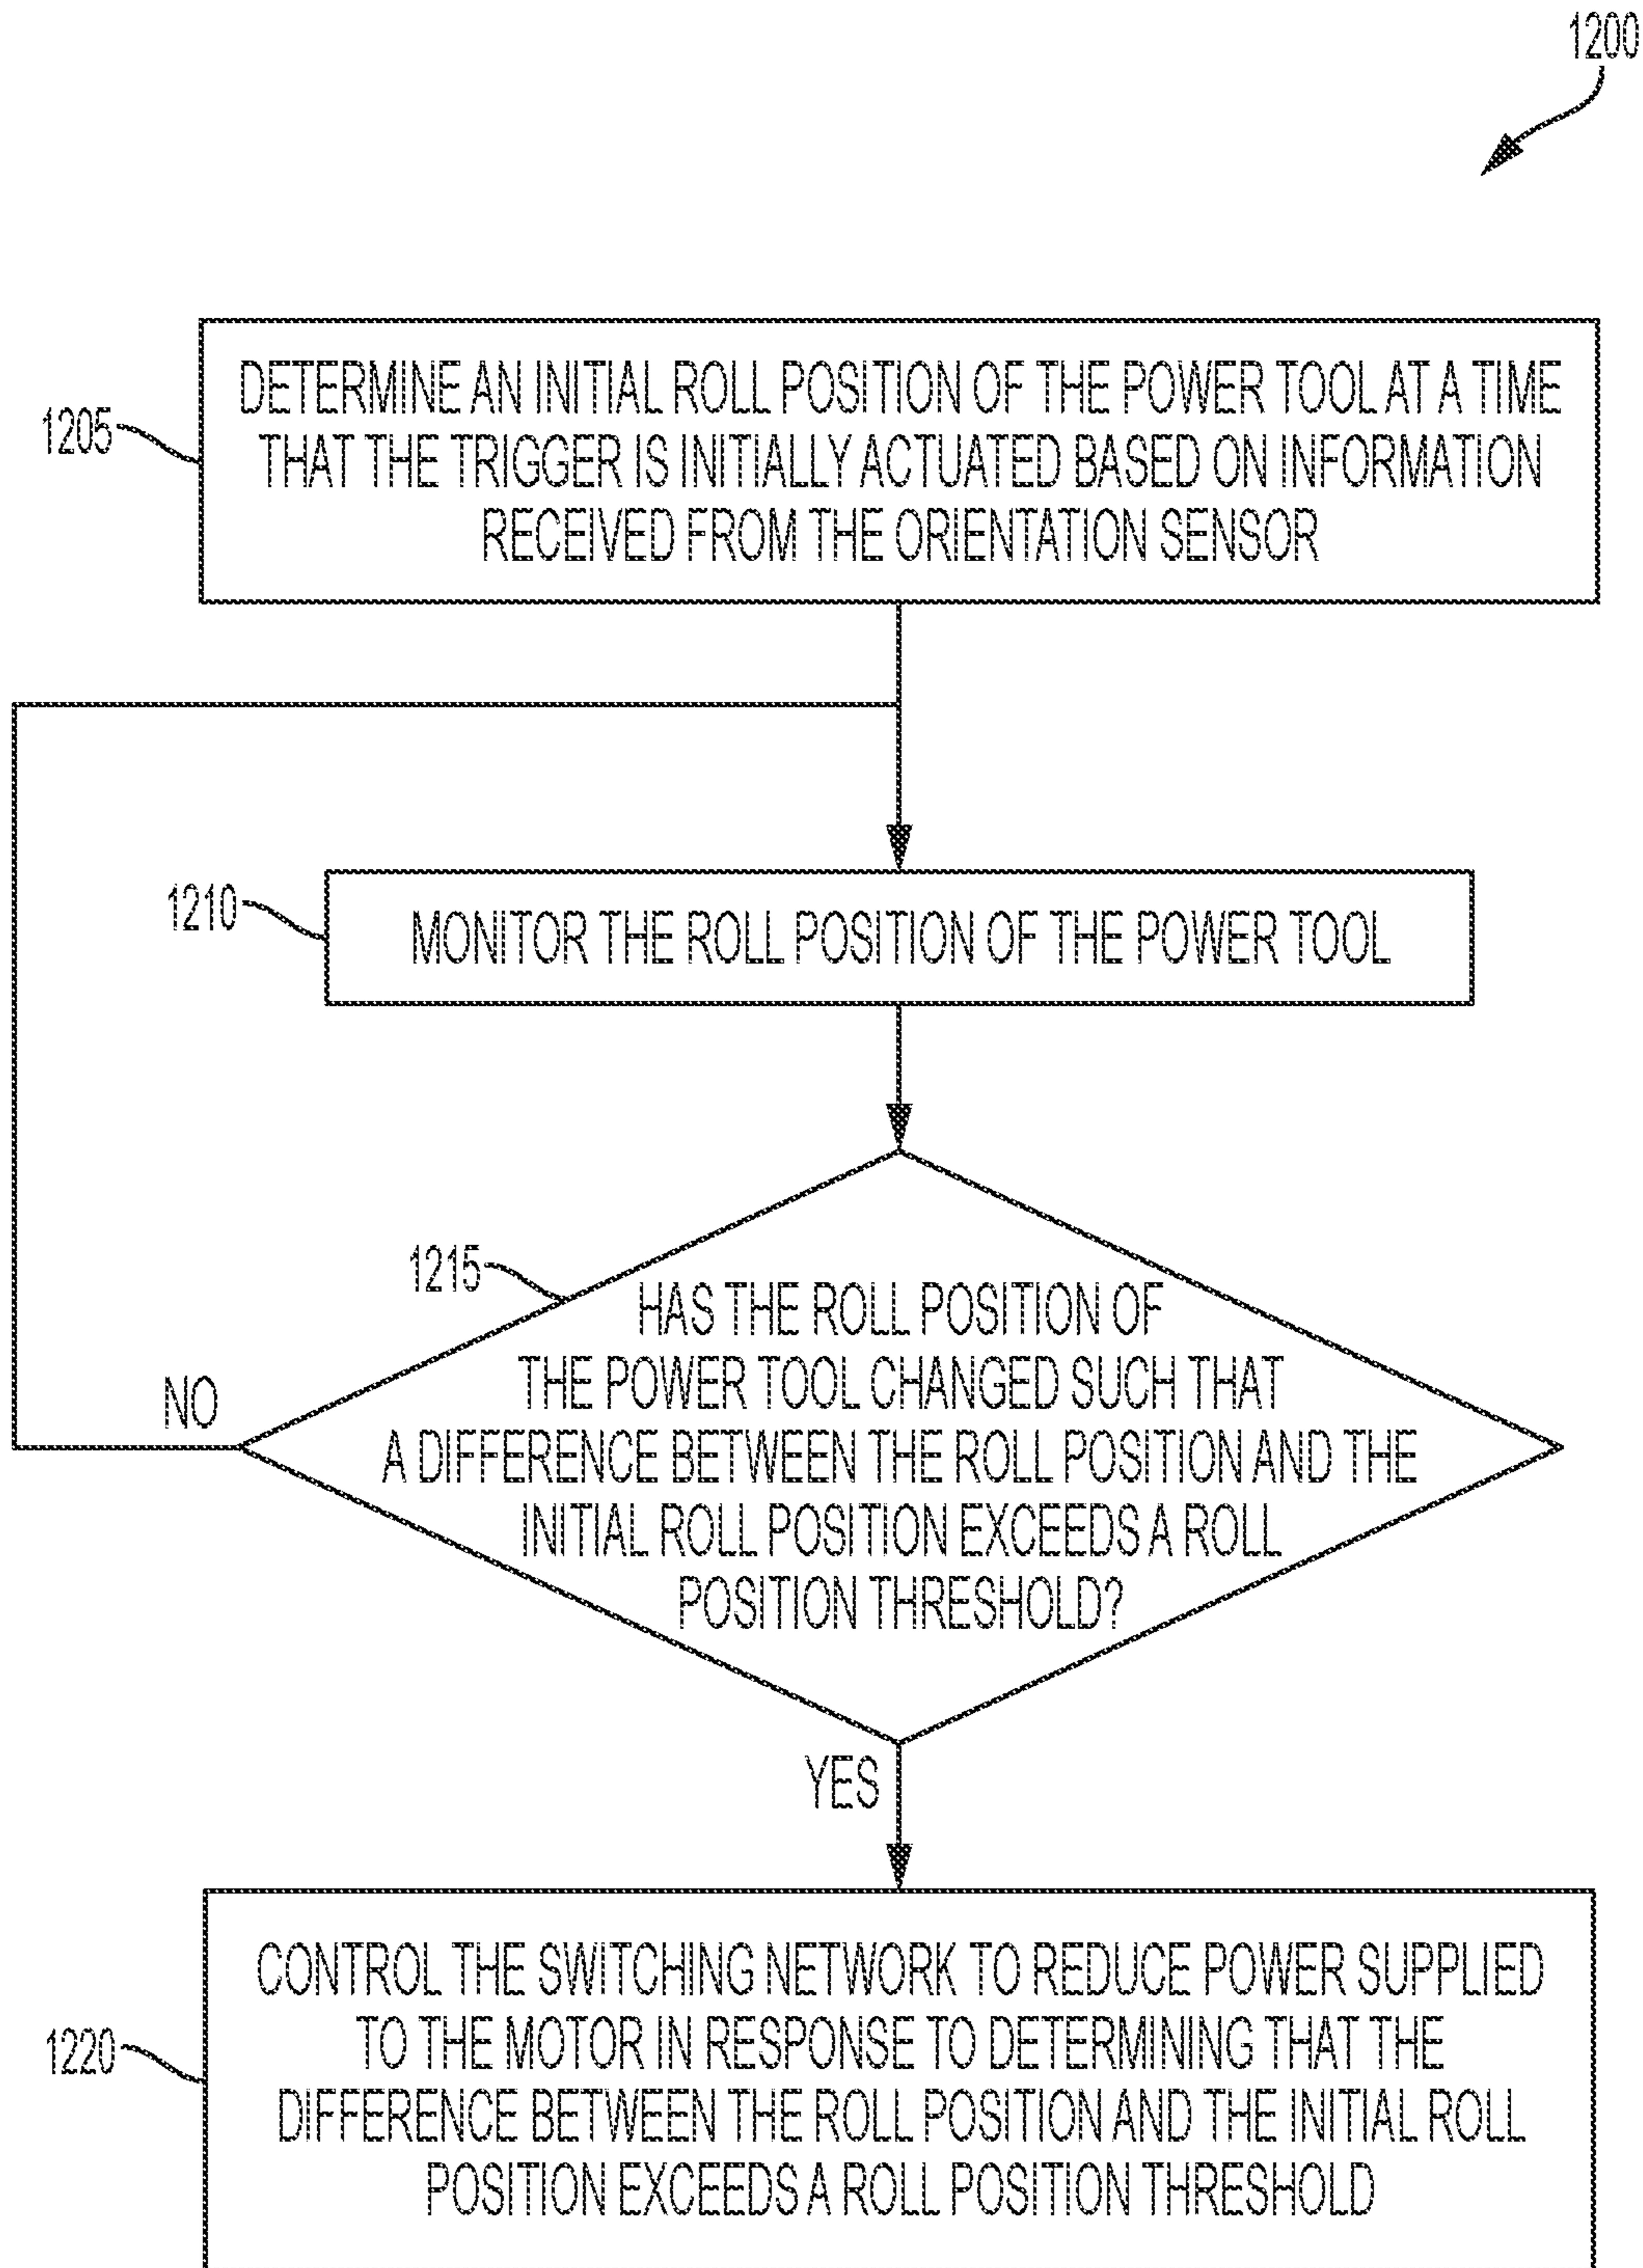 1200
1205
DETERMINE AN INITIAL ROLL POSITION OF THE POWER TOOL AT A TIME
THAT THE TRIGGER IS INITIALLY ACTUATED BASED ON INFORMATION
RECEIVED FROM THE ORIENTATION SENSOR
1210
MONITOR THE ROLL POSITION OF THE POWER TOOL
1215
HAS THE ROLL POSITION OF
THE POWER TOOL CHANGED SUCH THAT
A DIFFERENCE BETWEEN THE ROLL POSITION AND THE
INITIAL ROLL POSITION EXCEEDS A ROLL
POSITION THRESHOLD?
NO
YES
1220
CONTROL THE SWITCHING NETWORK TO REDUCE POWER SUPPLIED
TO THE MOTOR IN RESPONSE TO DETERMINING THAT THE
DIFFERENCE BETWEEN THE ROLL POSITION AND THE INITIAL ROLL
POSITION EXCEEDS A ROLL POSITION THRESHOLD